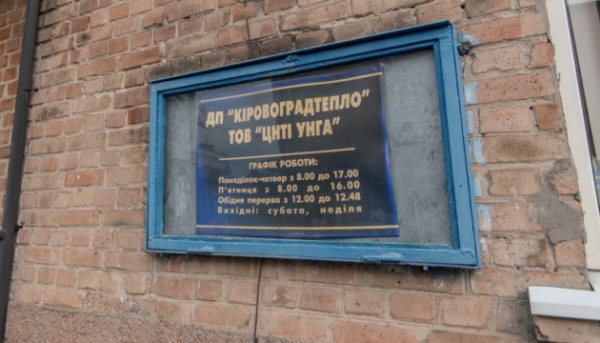 ДП "КІРОВОГРАДТЕПЛО"
ТОВ "ЦНТІ УНГА"
ГРАФІК РОБОТИ:
Понеділок-четвер з 8.00 до 17.00
П'ятниця з 8.00 до 16.00
Обідня перерва з 12.00 до 12.48
Вихідні: субота, неділя